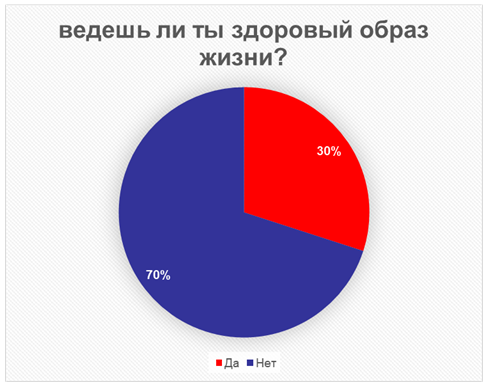 ведешь ли ты здоровый образ
жизни?
30%
70%
Да Нет